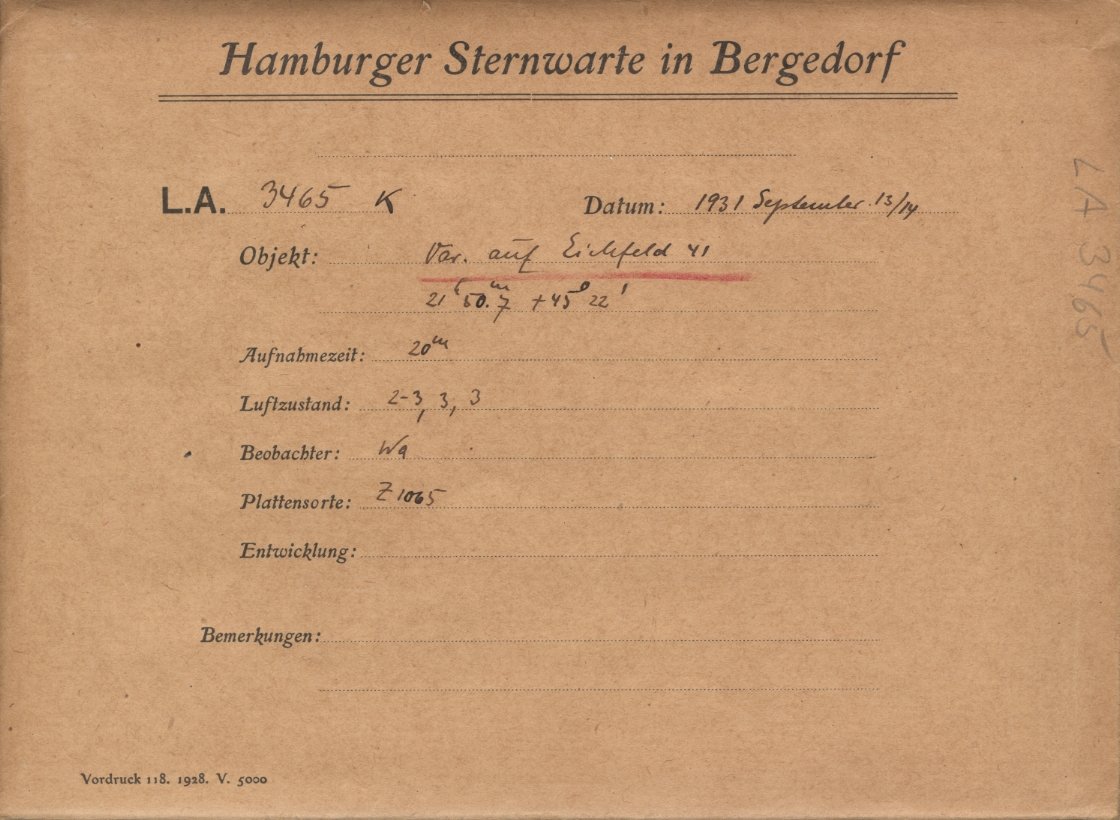 Hamburger Sternwarte in Bergedorf
L.A. 3465 K
Datum: 1931 September 13/14
Objekt: Var. auf Eichfeld 41
21h 50.m7 +45° 22'
Aufnahmezeit: 20m
Luftzustand: 2-3, 3, 3
Beobachter: Wa
Plattensorte: Z 1065
Entwicklung:
Bemerkungen:
Vordruck 118. 1928. V. 5000
LA 3465